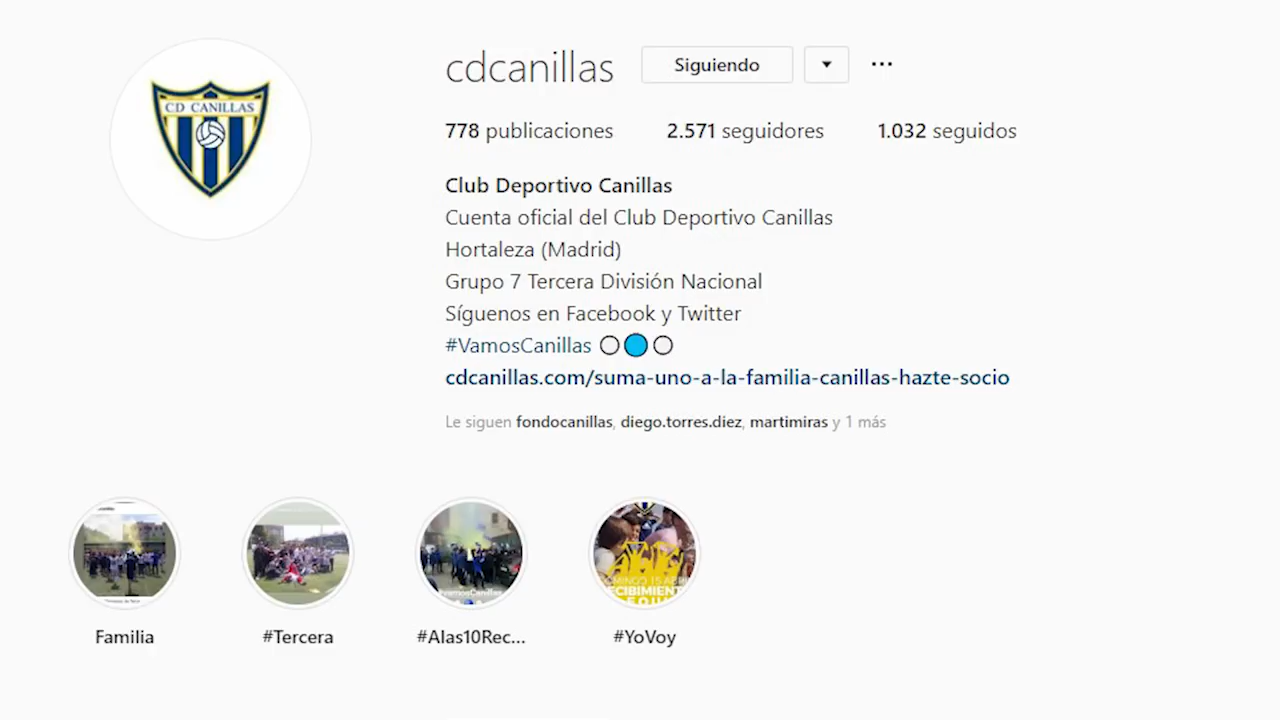 CD CANILLAS
cdcanillas Siguiendo
778 publicaciones 2.571 seguidores 1.032 seguidos
Club Deportivo Canillas
Cuenta oficial del Club Deportivo Canillas
Hortaleza (Madrid)
Grupo 7 Tercera División Nacional
Síguenos en Facebook y Twitter
#VamosCanillas
cdcanillas.com/suma-uno-a-la-familia-canillas-hazte-socio
Le siguen fondocanillas, diego.torres.diez, martimiras y 1 más
Familia #Tercera #Alas10Rec... #YoVoy